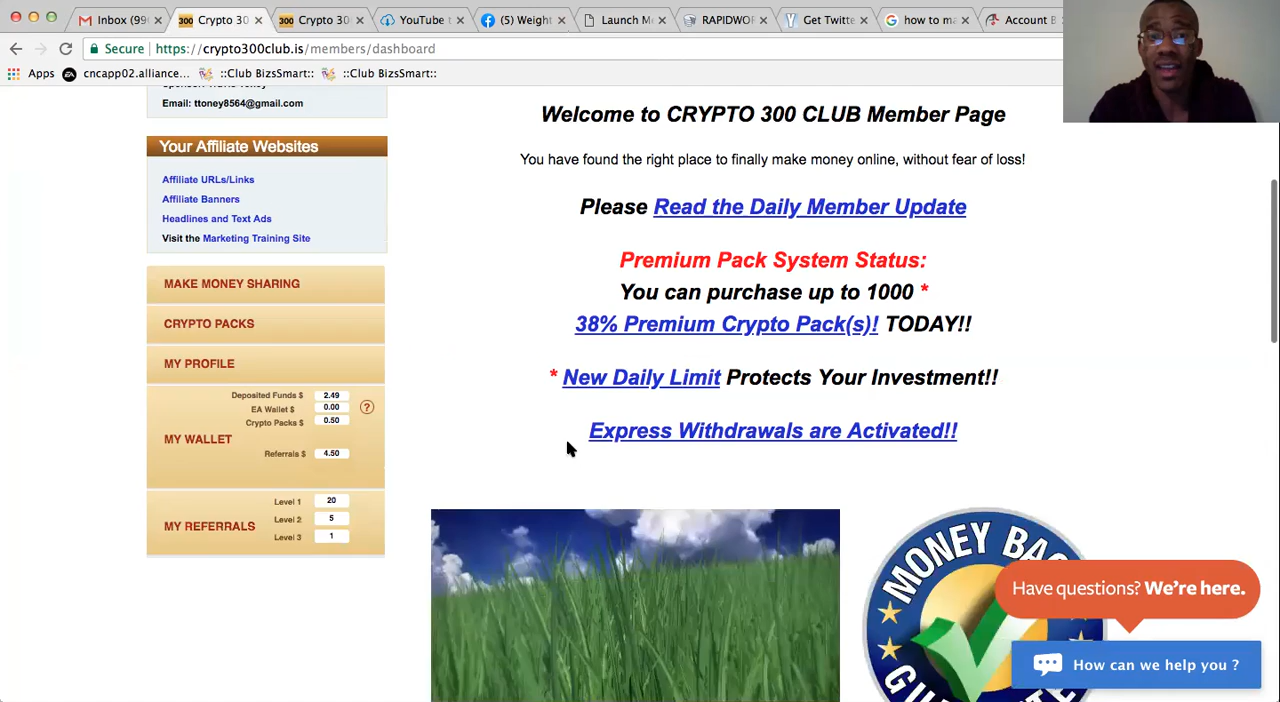 Inbox (99
Crypto 30
Crypto 30
YouTube t
(5) Weight
Launch M
RAPIDWOR
Get Twitte
how to ma
Account B
Secure https://crypto300club.is/members/dashboard
Apps
cncapp02.alliance...
::Club BizsSmart::
::Club BizsSmart::
Email: ttoney8564@gmail.com
Your Affiliate Websites
Affiliate URLs/Links
Affiliate Banners
Headlines and Text Ads
Visit the Marketing Training Site
MAKE MONEY SHARING
CRYPTO PACKS
MY PROFILE
Deposited Funds $ 2.49
EA Wallet $ 0.00
?
Crypto Packs $ 0.50
MY WALLET
Referrals $ 4.50
Level 1 20
Level 2 5
MY REFERRALS
Level 3 1
Welcome to CRYPTO 300 CLUB Member Page
You have found the right place to finally make money online, without fear of loss!
Please Read the Daily Member Update
Premium Pack System Status:
You can purchase up to 1000 *
38% Premium Crypto Pack(s)! TODAY!!
* New Daily Limit Protects Your Investment!!
Express Withdrawals are Activated!!
MONEY BAC
GU
Have questions? We're here.
How can we help you ?